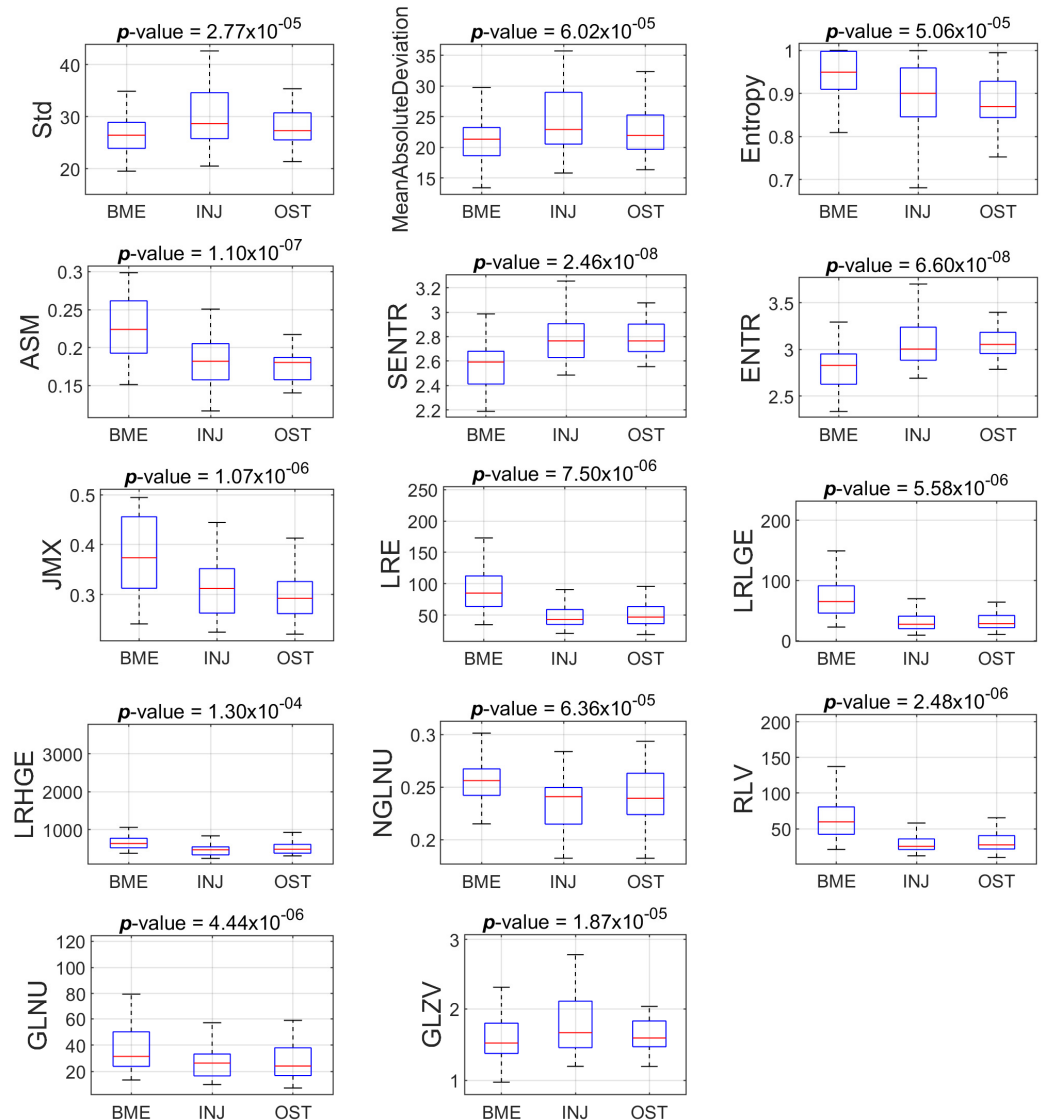 p-value = 2.77x10-05
Std
40
30
20
BME INJ OST
p-value = 6.02x10-05
MeanAbsoluteDeviation
35
30
25
20
15
BME INJ OST
p-value = 5.06x10-05
Entropy
1
0.9
0.8
0.7
BME INJ OST
p-value = 1.10x10-07
ASM
0.3
0.25
0.2
0.15
BME INJ OST
p-value = 2.46x10-08
SENTR
3.2
3
2.8
2.6
2.4
2.2
BME INJ OST
p-value = 6.60x10-08
ENTR
3.5
3
2.5
BME INJ OST
p-value = 1.07x10-06
JMX
0.5
0.4
0.3
BME INJ OST
p-value = 7.50x10-06
LRE
250
200
150
100
50
BME INJ OST
p-value = 5.58x10-06
LRLGE
200
100
0
BME INJ OST
p-value = 1.30x10-04
LRHGE
3000
2000
1000
BME INJ OST
p-value = 6.36x10-05
NGLNU
0.3
0.25
0.2
BME INJ OST
p-value = 2.48x10-06
RLV
200
150
100
50
BME INJ OST
p-value = 4.44x10-06
GLNU
120
100
80
60
40
20
BME INJ OST
p-value = 1.87x10-05
GLZV
3
2
1
BME INJ OST